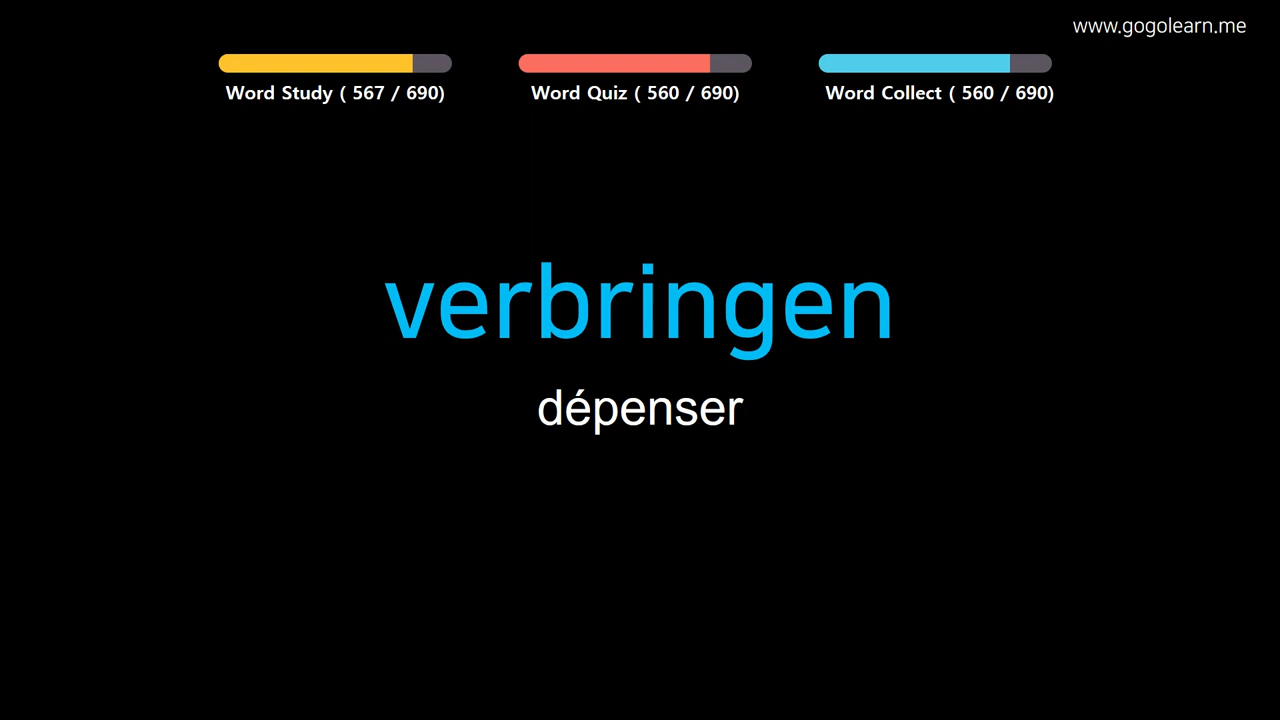 www.gogolearn.me
Word Study ( 567 / 690)
Word Quiz ( 560 / 690)
Word Collect ( 560 / 690)
verbringen
dépenser